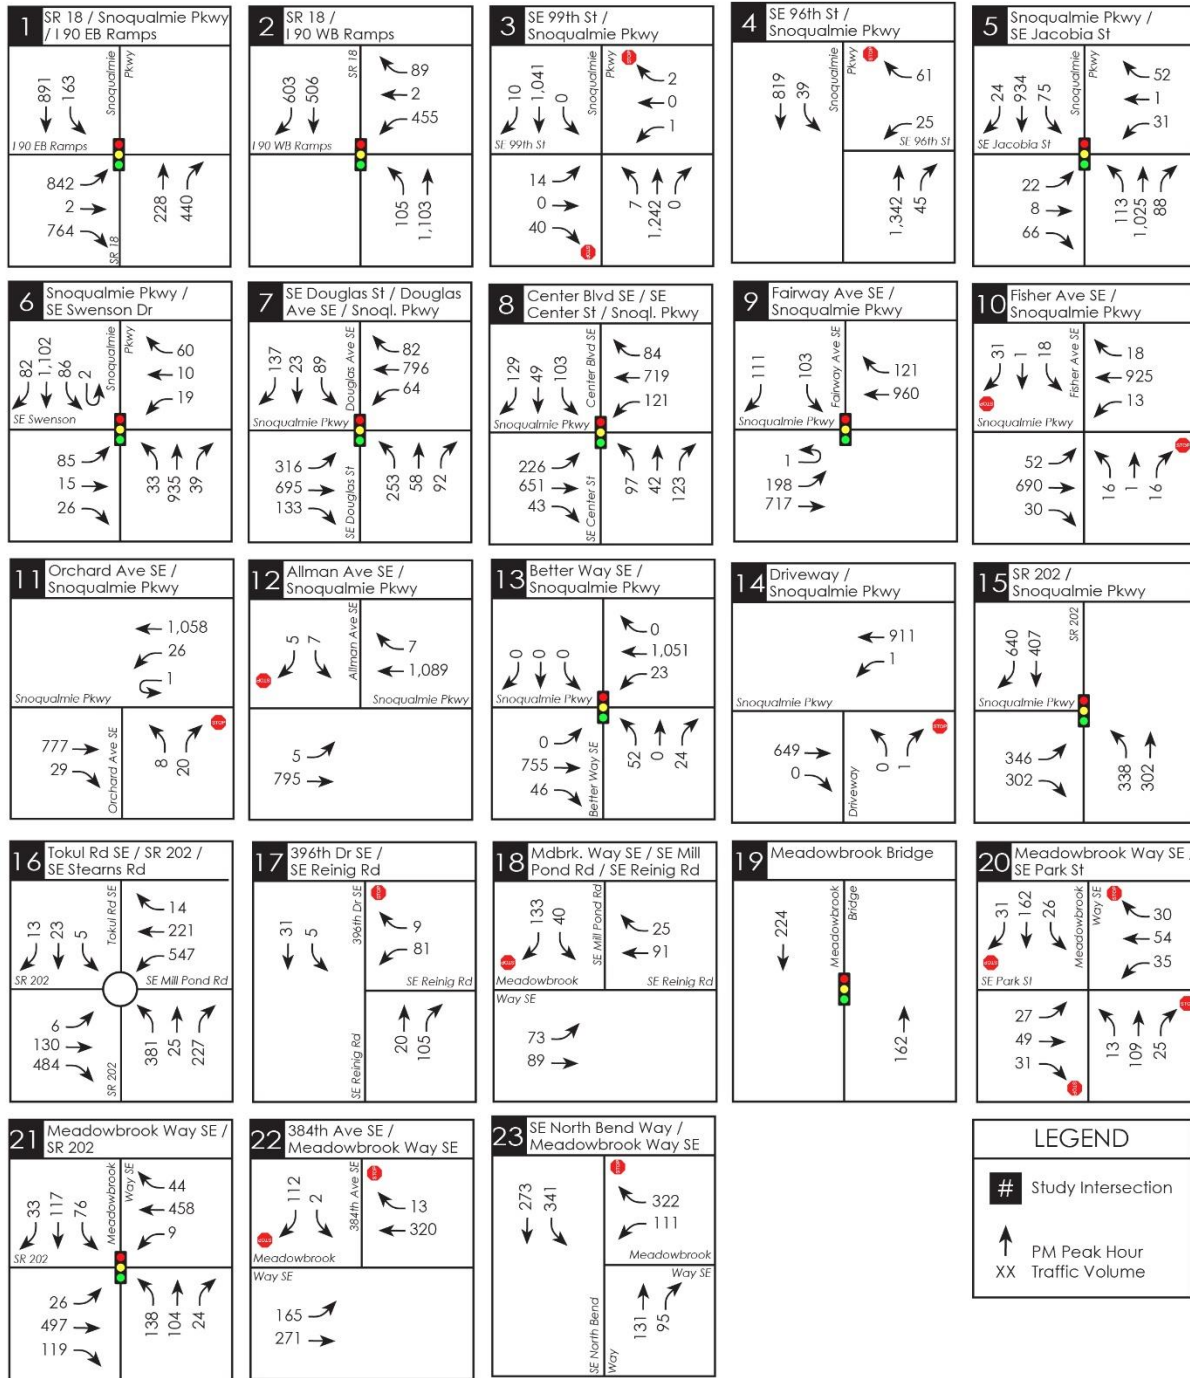 1 SR 18 / Snoqualmie Pkwy
/ I 90 EB Ramps
891
163
Snoqualmie
Pkwy
I 90 EB Ramps
842
2
764
SR 18
228
440
2 SR 18 /
I 90 WB Ramps
603
506
SR 18
89
2
455
I 90 WB Ramps
105
1,103
3 SE 99th St /
Snoqualmie Pkwy
10
1,041
0
Snoqualmie
Pkwy
STOP
2
0
1
SE 99th St
14
0
40
STOP
7
1,242
0
4 SE 96th St /
Snoqualmie Pkwy
819
39
Snoqualmie
Pkwy
STOP
61
25
SE 96th St
1,342
45
5 Snoqualmie Pkwy /
SE Jacobia St
24
934
75
Snoqualmie
Pkwy
52
1
31
SE Jacobia St
22
8
66
113
1,025
88
6 Snoqualmie Pkwy /
SE Swenson Dr
82
1,102
86
2
Snoqualmie
Pkwy
60
10
19
SE Swenson
85
15
26
33
935
39
7 SE Douglas St / Douglas
Ave SE / Snoql. Pkwy
137
23
89
Douglas Ave SE
82
796
64
Snoqualmie Pkwy
316
695
133
SE Douglas St
253
58
92
8 Center Blvd SE / SE
Center St / Snoql. Pkwy
129
49
103
Center Blvd SE
84
719
121
Snoqualmie Pkwy
226
651
43
SE Center St
97
42
123
9 Fairway Ave SE /
Snoqualmie Pkwy
111
103
Fairway Ave SE
121
960
Snoqualmie Pkwy
1
198
717
10 Fisher Ave SE /
Snoqualmie Pkwy
31
1
18
Fisher Ave SE
18
925
13
STOP
Snoqualmie Pkwy
52
690
30
16
1
16
STOP
11 Orchard Ave SE /
Snoqualmie Pkwy
1,058
26
1
Snoqualmie Pkwy
777
29
Orchard Ave SE
8
20
STOP
12 Allman Ave SE /
Snoqualmie Pkwy
5
7
Allman Ave SE
STOP
7
1,089
Snoqualmie Pkwy
5
795
13 Better Way SE /
Snoqualmie Pkwy
0
0
0
0
1,051
23
Snoqualmie Pkwy
0
755
46
Better Way SE
52
0
24
14 Driveway /
Snoqualmie Pkwy
911
1
Snoqualmie Pkwy
649
0
Driveway
0
1
STOP
15 SR 202 /
Snoqualmie Pkwy
640
407
SR 202
Snoqualmie Pkwy
346
302
338
302
16 Tokul Rd SE / SR 202 /
SE Stearns Rd
13
23
5
Tokul Rd SE
14
221
547
SR 202
SE Mill Pond Rd
6
130
484
SR 202
381
25
227
17 396th Dr SE /
SE Reinig Rd
31
5
396th Dr SE
STOP
9
81
SE Reinig Rd
SE Reinig Rd
20
105
18 Mdbrk. Way SE / SE Mill
Pond Rd / SE Reinig Rd
133
40
SE Mill Pond Rd
STOP
25
91
Meadowbrook
SE Reinig Rd
Way SE
73
89
19 Meadowbrook Bridge
224
Meadowbrook
Bridge
162
20 Meadowbrook Way SE /
SE Park St
31
162
26
Meadowbrook
Way SE
STOP
30
54
35
STOP
SE Park St
27
49
31
STOP
13
109
25
STOP
21 Meadowbrook Way SE /
SR 202
33
117
76
Meadowbrook
Way SE
44
458
9
SR 202
26
497
119
138
104
24
22 384th Ave SE /
Meadowbrook Way SE
112
2
384th Ave SE
STOP
13
320
STOP
Meadowbrook
Way SE
165
271
23 SE North Bend Way /
Meadowbrook Way SE
273
341
STOP
322
111
Meadowbrook
Way SE
SE North Bend
Way
131
95
LEGEND
# Study Intersection
PM Peak Hour
XX Traffic Volume